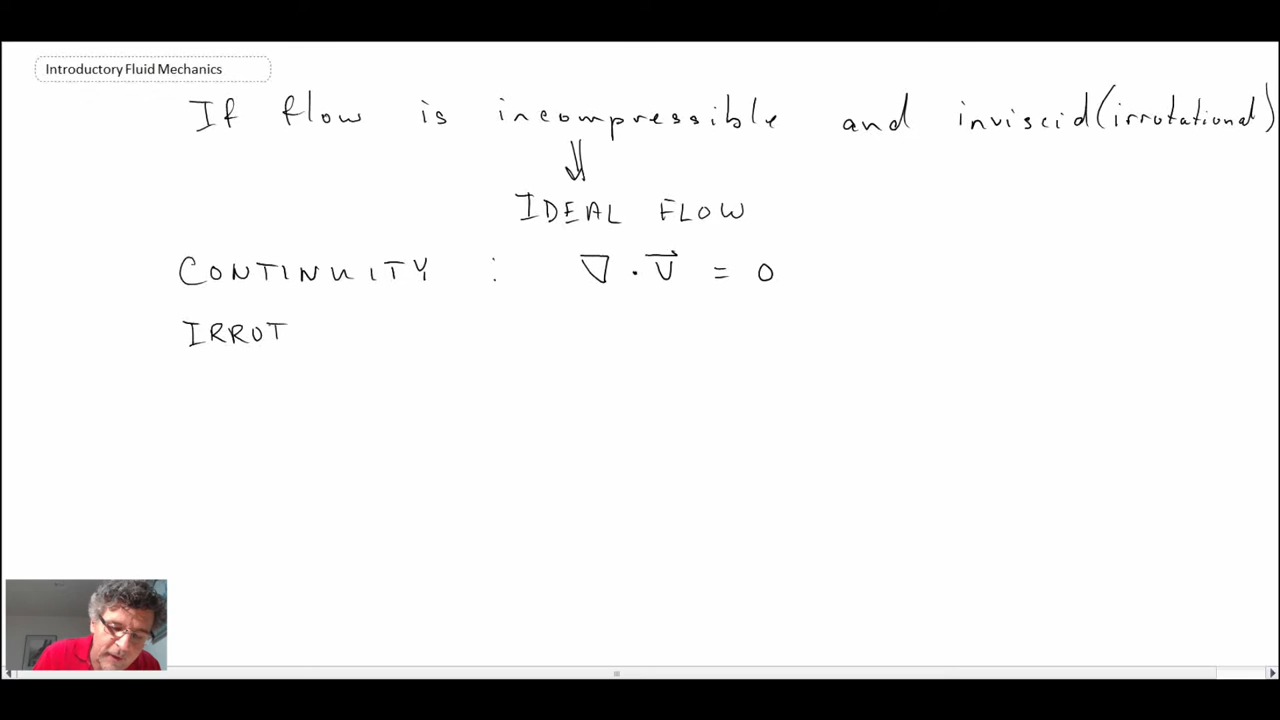 Introductory Fluid Mechanics
If flow is incompressible and inviscid (irrotational)
⇓
IDEAL FLOW
CONTINUITY : ∇ · V⃗ = 0
IRROT